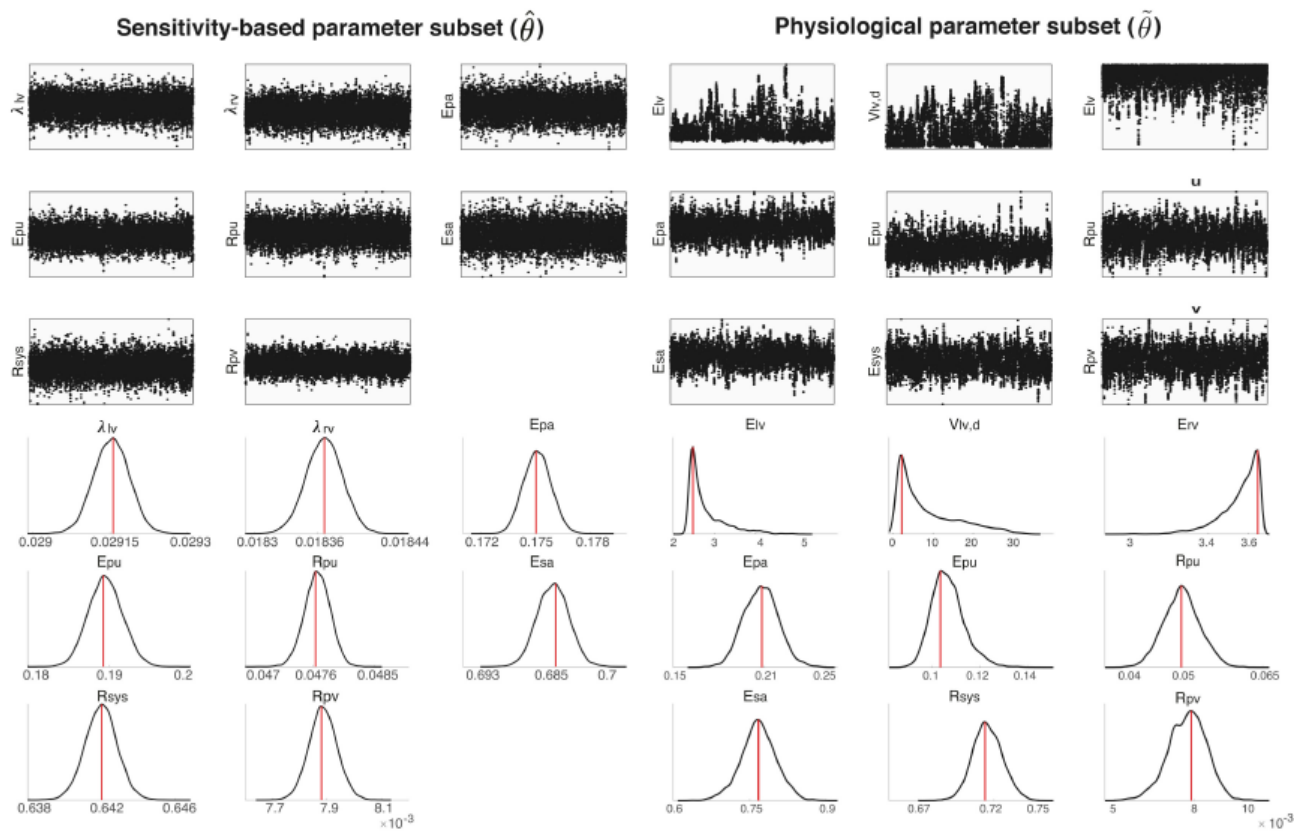 Sensitivity-based parameter subset (θ̂)
Physiological parameter subset (θ̃)
λ lv
λ rv
Epa
Elv
Vlv,d
Elv
Epu
Rpu
Esa
Epa
Epu
Rpu
u
Rsys
Rpv
Esa
Esys
Rpv
v
λ lv
λ rv
Epa
Elv
Vlv,d
Erv
0.029 0.02915 0.0293
0.0183 0.01836 0.01844
0.172 0.175 0.178
2 3 4 5
0 10 20 30
3 3.4 3.6
Epu
Rpu
Esa
Epa
Epu
Rpu
0.18 0.19 0.2
0.047 0.0476 0.0485
0.693 0.685 0.7
0.15 0.21 0.25
0.1 0.12 0.14
0.04 0.05 0.065
Rsys
Rpv
Esa
Rsys
Rpv
0.638 0.642 0.646
7.7 7.9 8.1
×10⁻³
0.6 0.75 0.9
0.67 0.72 0.75
5 8 10
×10⁻³